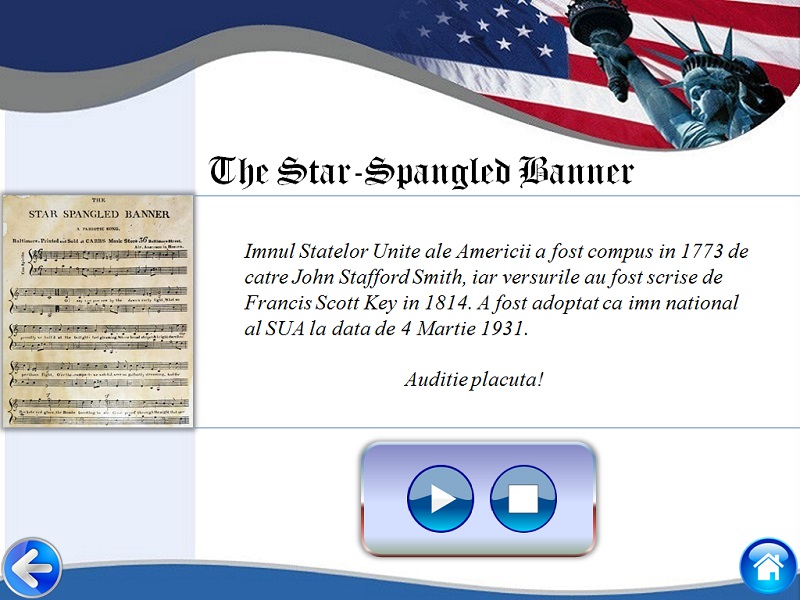 The Star-Spangled Banner
THE
STAR SPANGLED BANNER
A PATRIOTIC SONG.
Baltimore. Printed and Sold at CARRS Music Store 36 Baltimore Street.
Air, Anacreon in Heaven.
Imnul Statelor Unite ale Americii a fost compus in 1773 de
catre John Stafford Smith, iar versurile au fost scrise de
Francis Scott Key in 1814. A fost adoptat ca imn national
al SUA la data de 4 Martie 1931.
Auditie placuta!